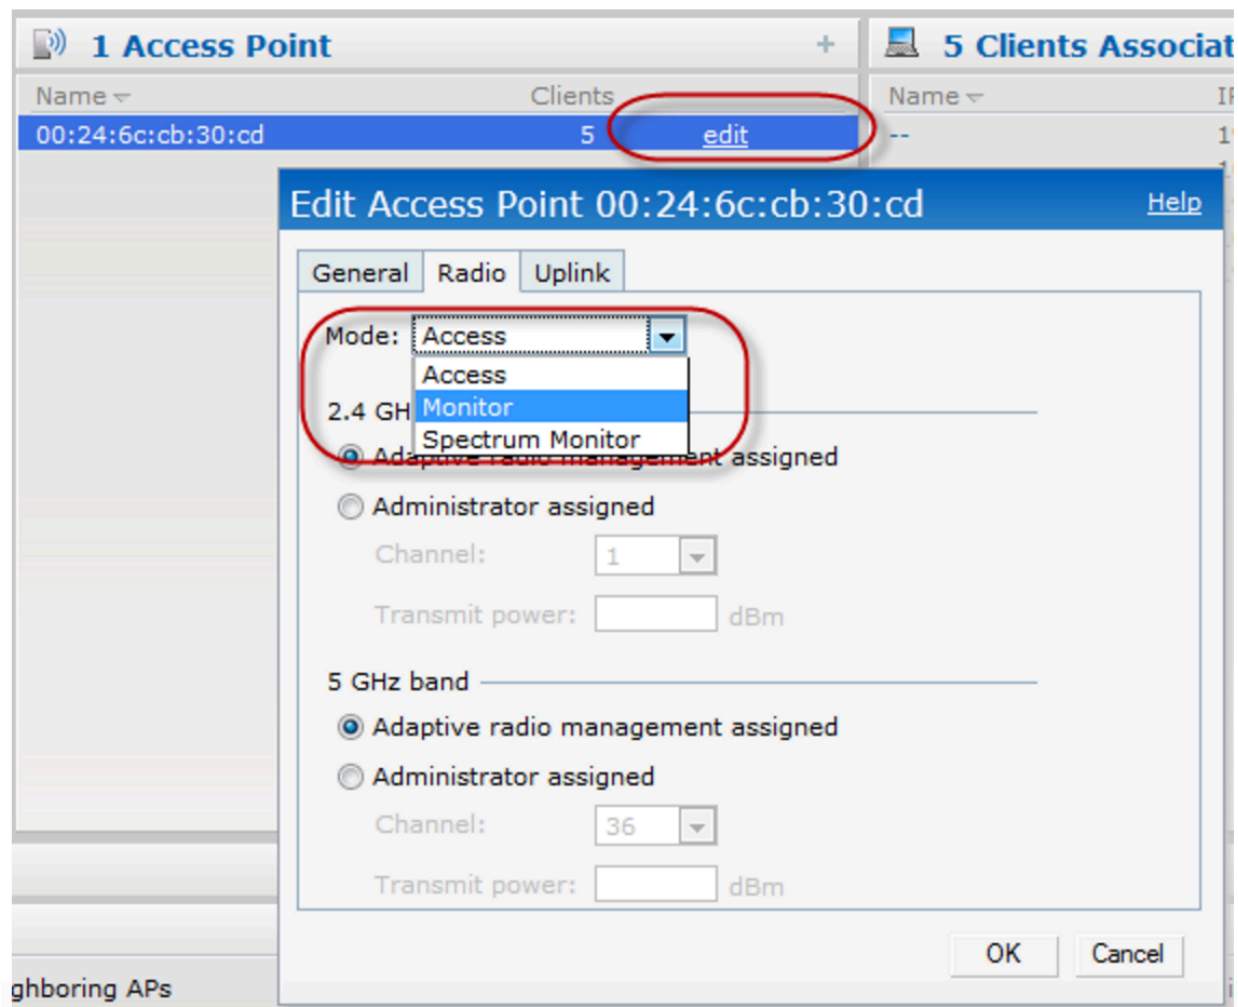 1 Access Point +
5 Clients Associat
Name Clients
Name
00:24:6c:cb:30:cd 5 edit
--
Edit Access Point 00:24:6c:cb:30:cd Help
General Radio Uplink
Mode: Access
Access
Monitor
Spectrum Monitor
2.4 GH
Adaptive radio management assigned
Administrator assigned
Channel: 1
Transmit power: dBm
5 GHz band
Adaptive radio management assigned
Administrator assigned
Channel: 36
Transmit power: dBm
OK Cancel
ghboring APs